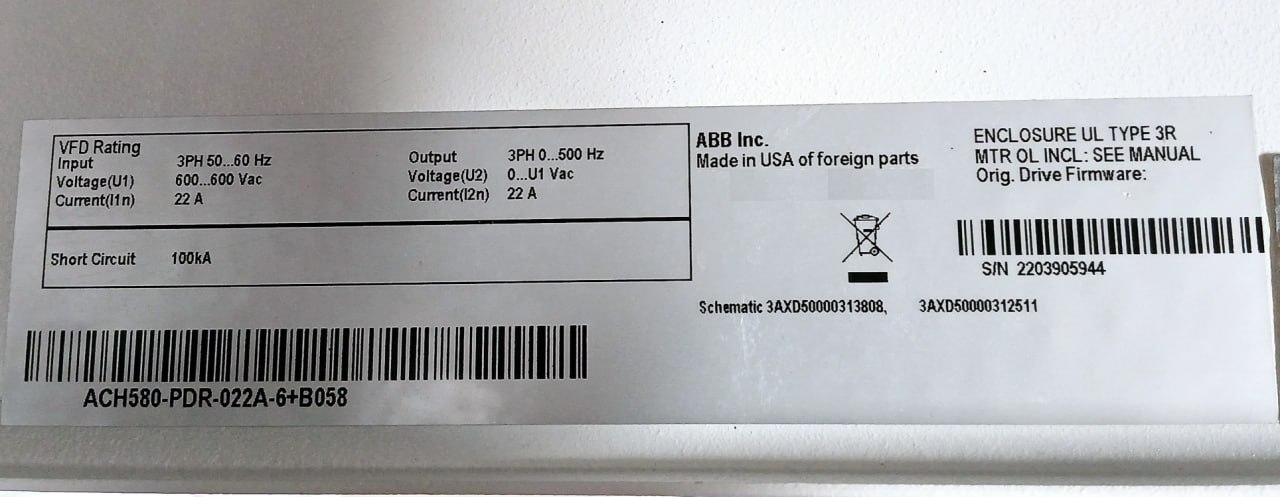 VFD Rating
Input 3PH 50...60 Hz Output 3PH 0...500 Hz
Voltage(U1) 600...600 Vac Voltage(U2) 0...U1 Vac
Current(I1n) 22 A Current(I2n) 22 A
Short Circuit 100kA
ACH580-PDR-022A-6+B058
ABB Inc.
Made in USA of foreign parts
Schematic 3AXD50000313808, 3AXD50000312511
ENCLOSURE UL TYPE 3R
MTR OL INCL: SEE MANUAL
Orig. Drive Firmware:
S/N 2203905944